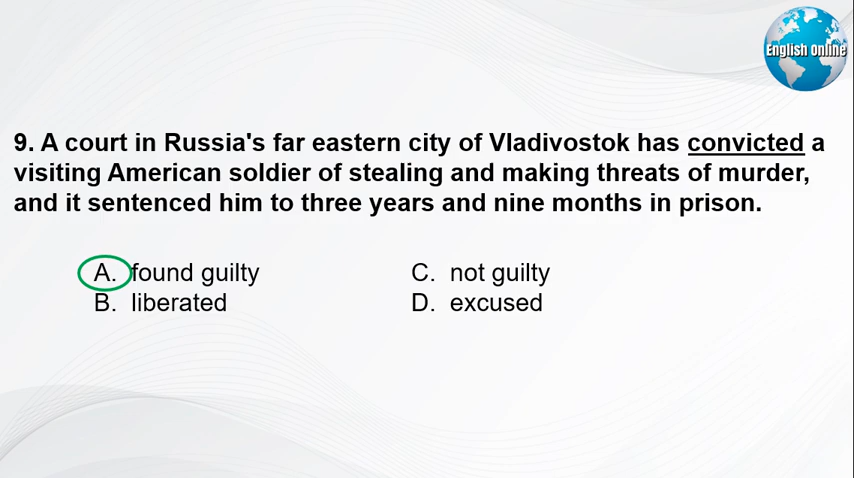 English Online
9. A court in Russia's far eastern city of Vladivostok has convicted a
visiting American soldier of stealing and making threats of murder,
and it sentenced him to three years and nine months in prison.
A. found guilty
B. liberated
C. not guilty
D. excused